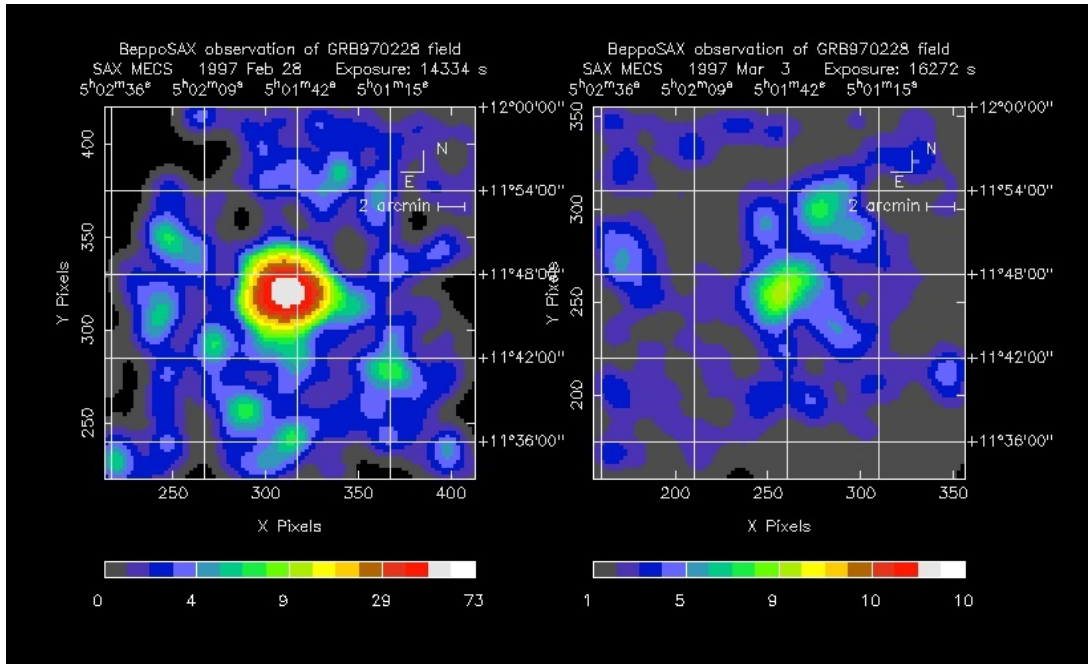 BeppoSAX observation of GRB970228 field
SAX MECS 1997 Feb 28 Exposure: 14334 s
5ʰ02ᵐ36ˢ 5ʰ02ᵐ09ˢ 5ʰ01ᵐ42ˢ 5ʰ01ᵐ15ˢ
+12°00'00"
N
E
+11°54'00"
2 arcmin
+11°48'00"
+11°42'00"
+11°36'00"
400
350
300
250
Y Pixels
250 300 350 400
X Pixels
0 4 9 29 73
BeppoSAX observation of GRB970228 field
SAX MECS 1997 Mar 3 Exposure: 16272 s
5ʰ02ᵐ36ˢ 5ʰ02ᵐ09ˢ 5ʰ01ᵐ42ˢ 5ʰ01ᵐ15ˢ
+12°00'00"
N
E
+11°54'00"
2 arcmin
+11°48'00"
+11°42'00"
+11°36'00"
350
300
250
200
Y Pixels
200 250 300 350
X Pixels
1 5 9 10 10